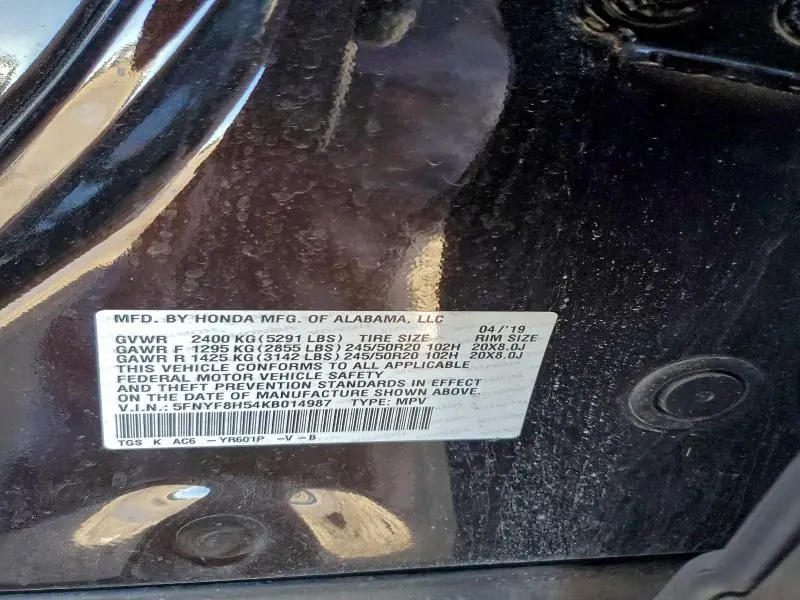 MFD. BY HONDA MFG. OF ALABAMA, LLC
04/'19
GVWR 2400 KG(5291 LBS) TIRE SIZE RIM SIZE
GAWR F 1295 KG(2855 LBS)245/50R20 102H 20X8.0J
GAWR R 1425 KG(3142 LBS)245/50R20 102H 20X8.0J
THIS VEHICLE CONFORMS TO ALL APPLICABLE
FEDERAL MOTOR VEHICLE SAFETY
AND THEFT PREVENTION STANDARDS IN EFFECT
ON THE DATE OF MANUFACTURE SHOWN ABOVE.
V.I.N.: 5FNYF8H54KB014987 TYPE: MPV
TGS K AC6 -YR601P -V-B